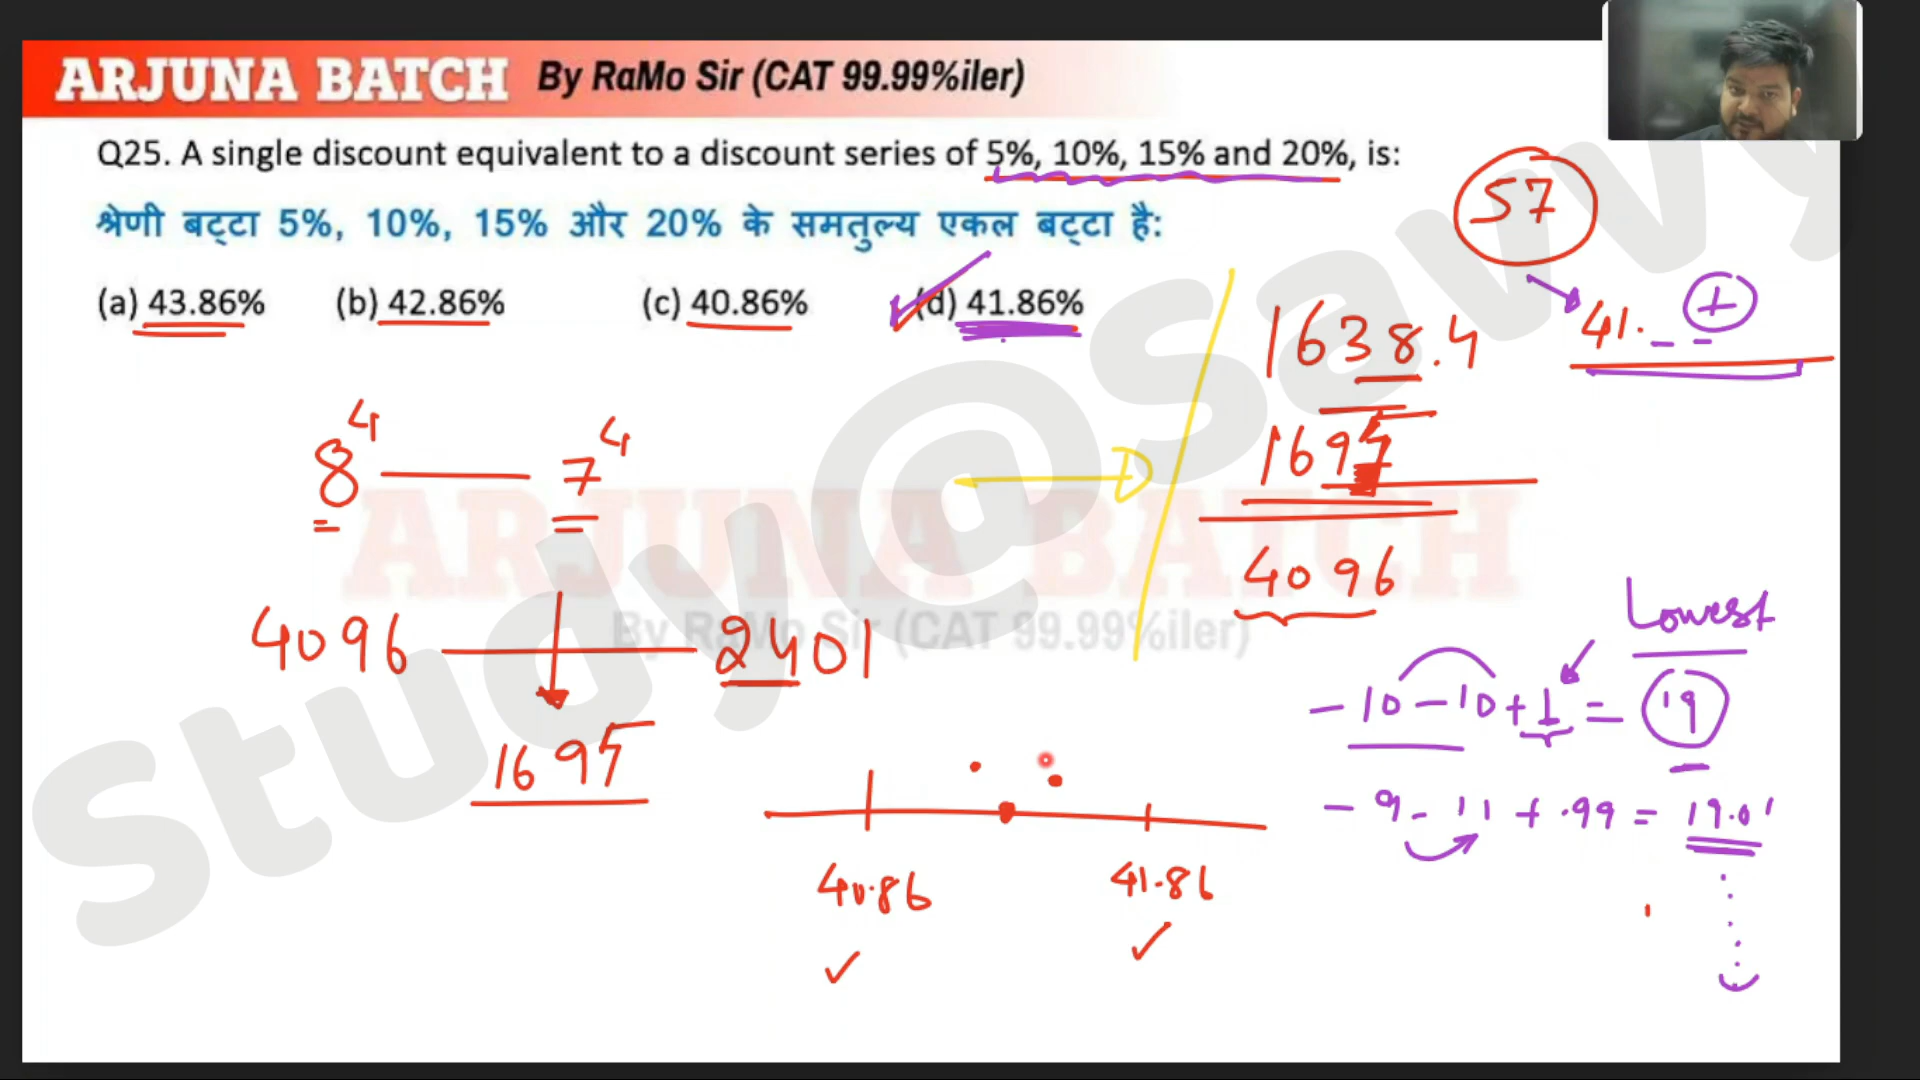 ARJUNA BATCH By RaMo Sir (CAT 99.99%iler)
Q25. A single discount equivalent to a discount series of 5%, 10%, 15% and 20%, is:
श्रेणी बट्टा 5%, 10%, 15% और 20% के समतुल्य एकल बट्टा है:
(a) 43.86% (b) 42.86% (c) 40.86% (d) 41.86%
57
41. _ _ +
1638.4
1695
4096
8⁴ — 7⁴
4096 — 2401
1695
40.86 41.86
Lowest
-10-10+1 = 19
-9-11+.99 = 19.01
ARJUNA BATCH
By RaMo Sir (CAT 99.99%iler)
Study@Savvy